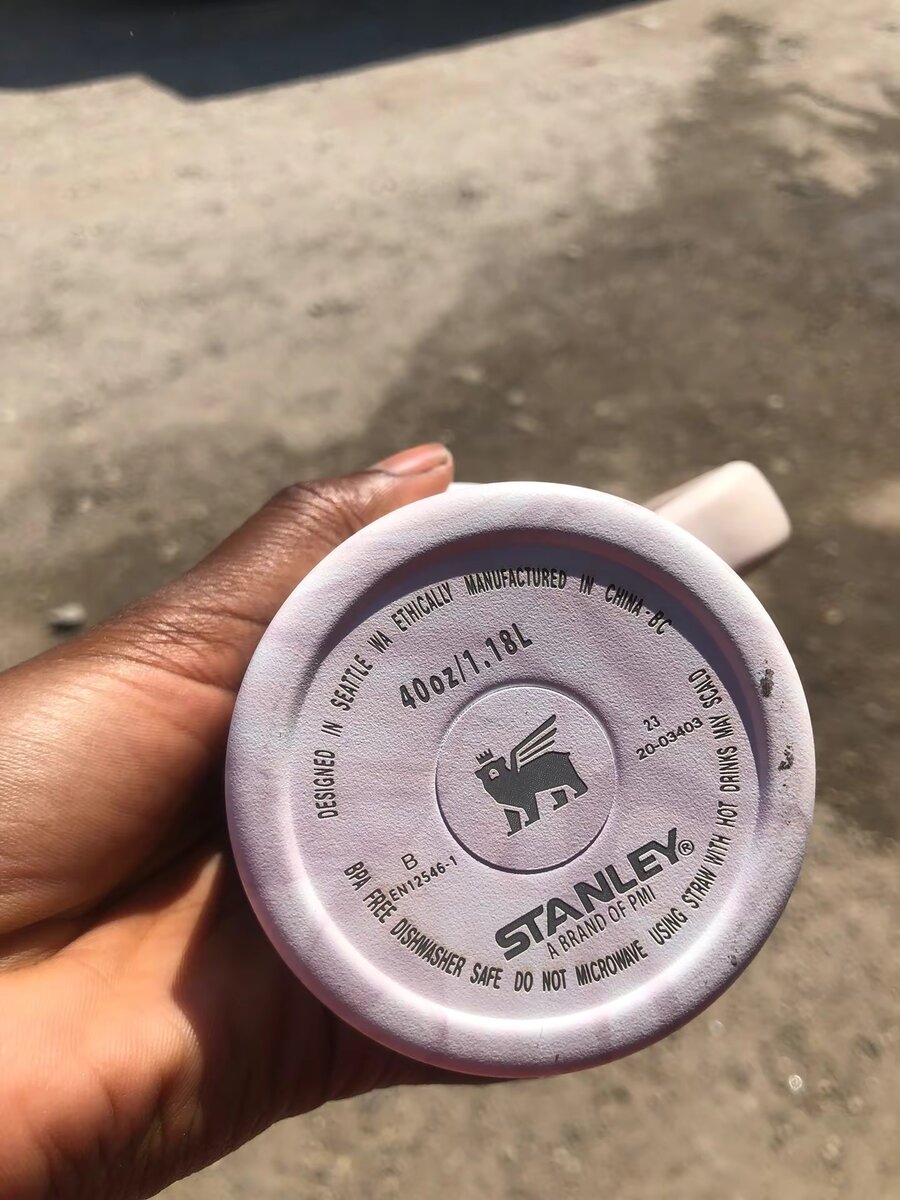 DESIGNED IN SEATTLE WA ETHICALLY MANUFACTURED IN CHINA-BC
40oz/1.18L
23
20-03403
B
EN12546-1
STANLEY®
A BRAND OF PMI
BPA FREE DISHWASHER SAFE DO NOT MICROWAVE USING STRAW WITH HOT DRINKS MAY SCALD